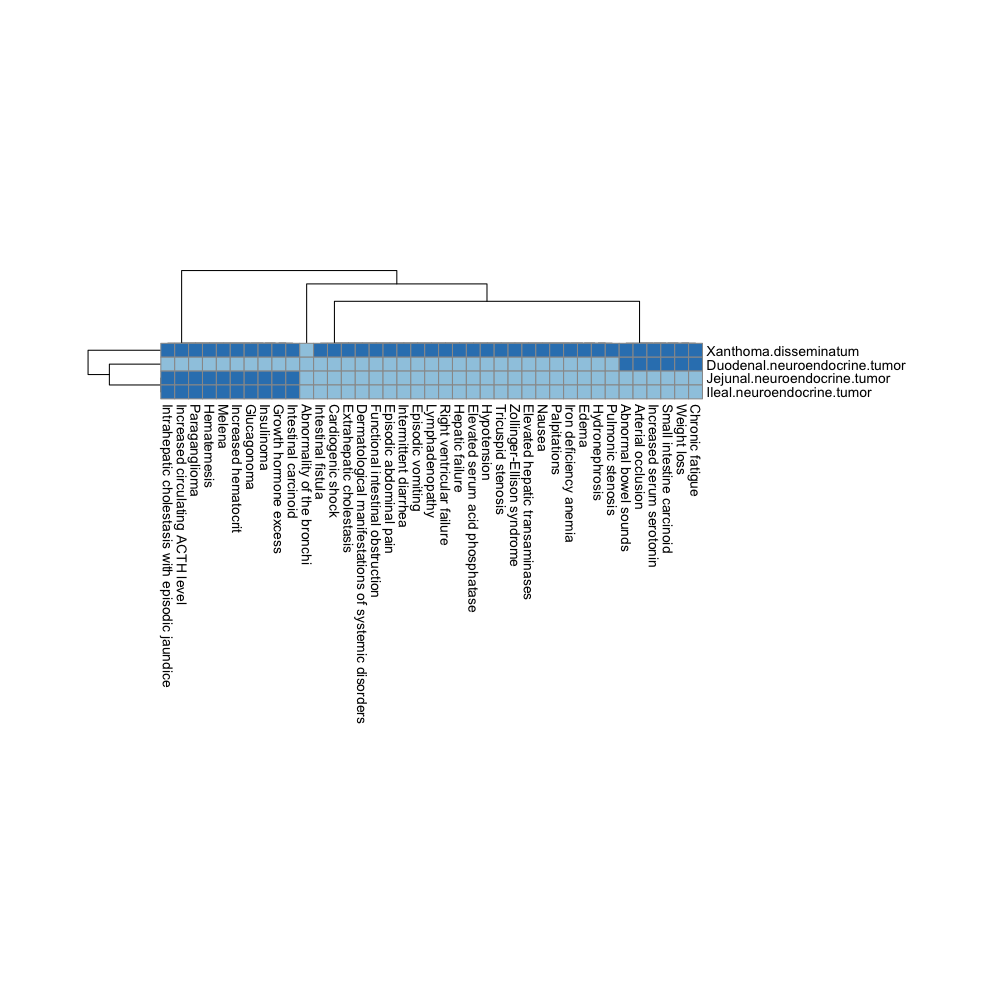 Xanthoma.disseminatum
Duodenal.neuroendocrine.tumor
Jejunal.neuroendocrine.tumor
Ileal.neuroendocrine.tumor
Intrahepatic cholestasis with episodic jaundice
Increased circulating ACTH level
Paraganglioma
Hematemesis
Melena
Increased hematocrit
Glucagonoma
Insulinoma
Growth hormone excess
Intestinal carcinoid
Abnormality of the bronchi
Intestinal fistula
Cardiogenic shock
Extrahepatic cholestasis
Dermatological manifestations of systemic disorders
Functional intestinal obstruction
Episodic abdominal pain
Intermittent diarrhea
Episodic vomiting
Lymphadenopathy
Right ventricular failure
Hepatic failure
Elevated serum acid phosphatase
Hypotension
Tricuspid stenosis
Zollinger-Ellison syndrome
Elevated hepatic transaminases
Nausea
Palpitations
Iron deficiency anemia
Edema
Hydronephrosis
Pulmonic stenosis
Abnormal bowel sounds
Arterial occlusion
Increased serum serotonin
Small intestine carcinoid
Weight loss
Chronic fatigue